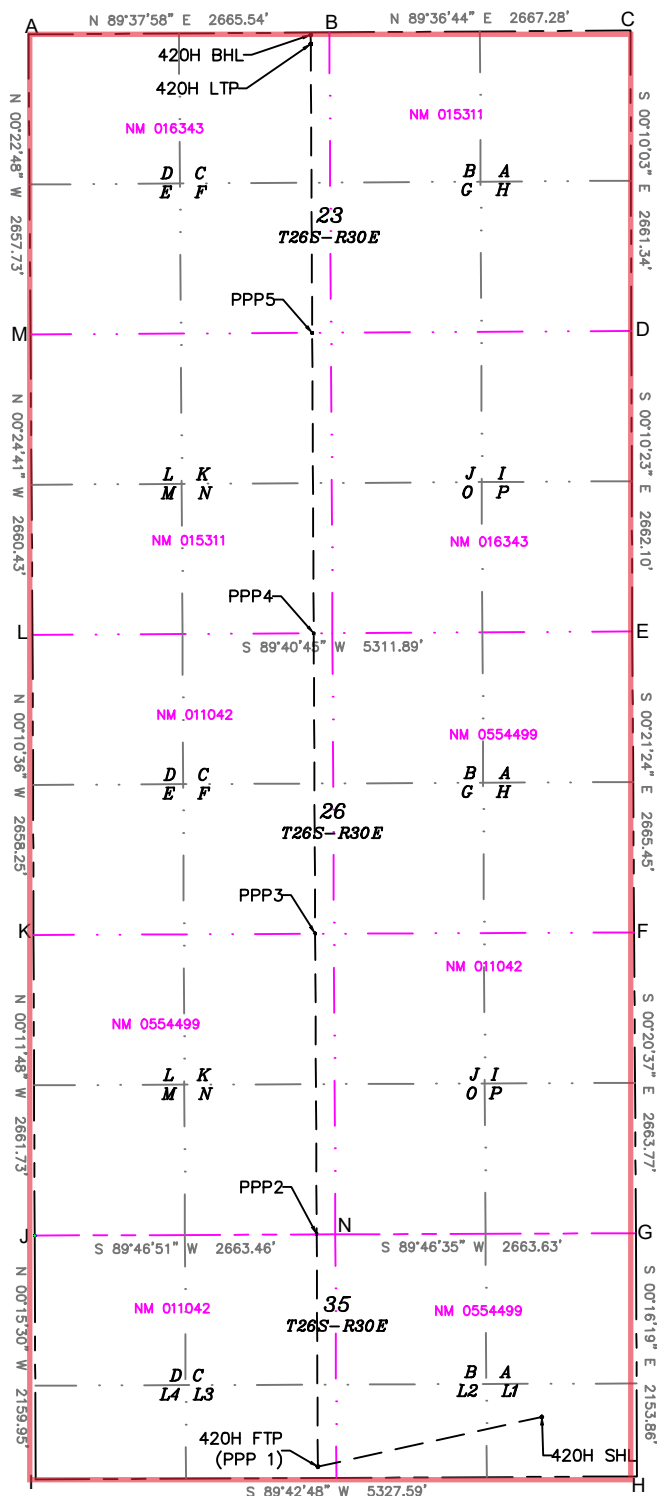 A N 89°37'58" E 2665.54' B N 89°36'44" E 2667.28' C
420H BHL
420H LTP
NM 016343
NM 015311
N 00°22'48" W 2657.73'
S 00°10'03" E 2661.34'
D C
E F
B A
G H
23
T26S-R30E
PPP5
M
D
N 00°24'41" W 2660.43'
S 00°10'23" E 2662.10'
L K
M N
J I
O P
NM 015311
NM 016343
PPP4
L
E
S 89°40'45" W 5311.89'
N 00°10'36" W 2658.25'
S 00°21'24" E 2665.45'
NM 011042
NM 0554499
D C
E F
B A
G H
26
T26S-R30E
PPP3
K
F
NM 011042
NM 0554499
N 00°11'48" W 2661.73'
S 00°20'37" E 2663.77'
L K
M N
J I
O P
PPP2
N
J
G
S 89°46'51" W 2663.46'
S 89°46'35" W 2663.63'
N 00°15'30" W 2159.95'
S 00°16'19" E 2153.86'
NM 011042
NM 0554499
35
T26S-R30E
D C
L4 L3
B A
L2 L1
420H FTP
(PPP 1)
420H SHL
I
H
S 89°42'48" W 5327.59'